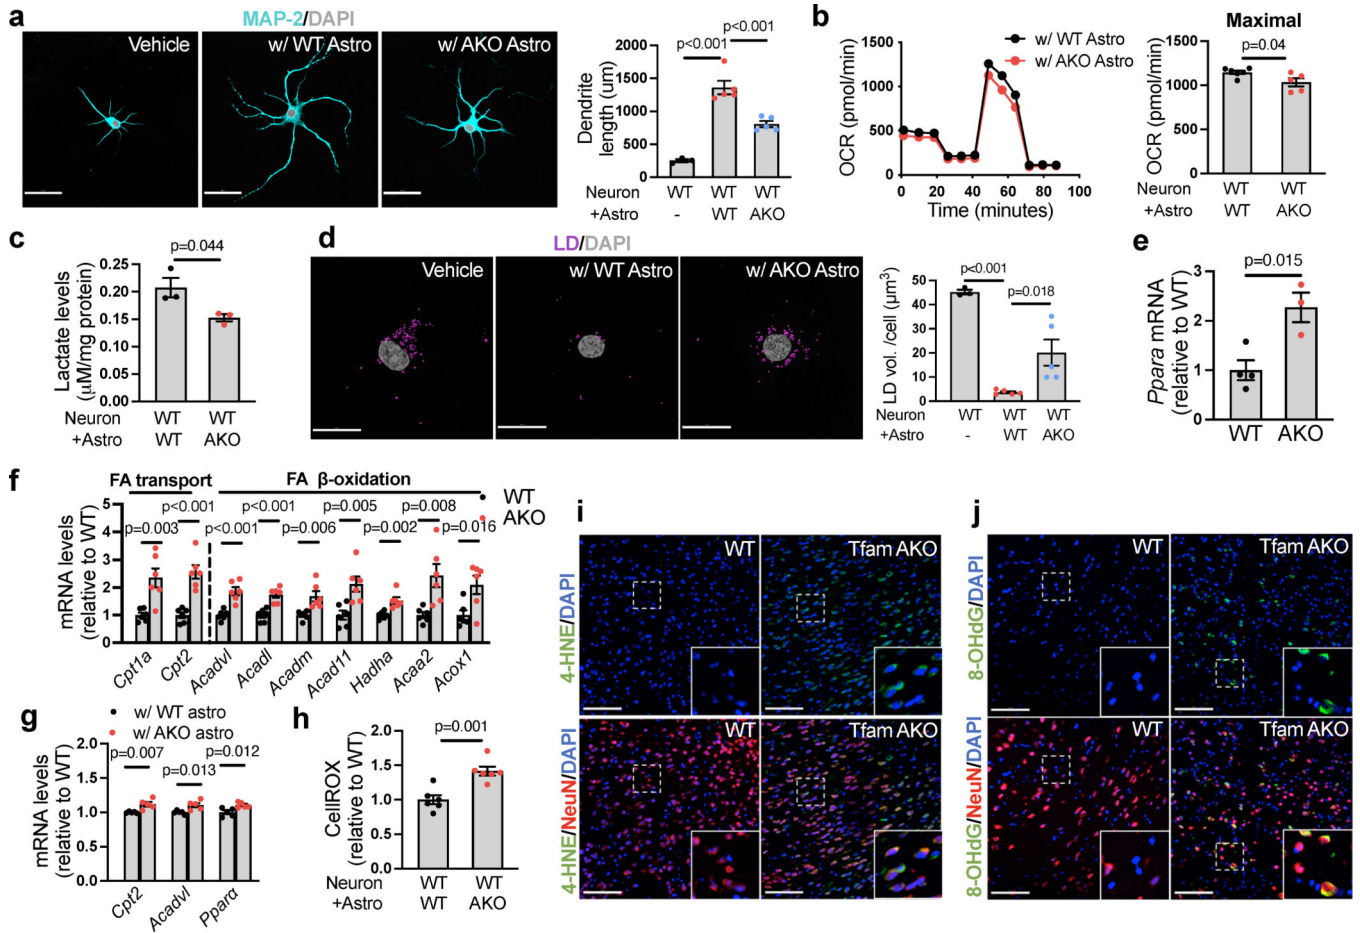 a
MAP-2/DAPI
Vehicle
w/ WT Astro
w/ AKO Astro
p<0.001
p<0.001
2000
1500
1000
500
0
Dendrite
length (um)
Neuron WT WT WT
+Astro - WT AKO
b
1500
1000
500
0
OCR (pmol/min)
0 20 40 60 80 100
Time (minutes)
w/ WT Astro
w/ AKO Astro
Maximal
p=0.04
1500
1000
500
0
OCR (pmol/min)
Neuron WT WT
+Astro WT AKO
c
p=0.044
0.25
0.20
0.15
0.10
0.05
0.00
Lactate levels
(μM/mg protein)
Neuron WT WT
+Astro WT AKO
d
LD/DAPI
Vehicle
w/ WT Astro
w/ AKO Astro
p<0.001
p=0.018
50
40
30
20
10
0
LD vol. /cell (μm³)
Neuron WT WT WT
+Astro - WT AKO
e
p=0.015
3
2
1
0
Ppara mRNA
(relative to WT)
WT AKO
f
FA transport
FA β-oxidation
WT
AKO
p=0.003 p<0.001 p<0.001 p<0.001 p=0.006 p=0.005 p=0.002 p=0.008 p=0.016
5
4
3
2
1
0
mRNA levels
(relative to WT)
Cpt1a Cpt2 Acadvl Acadl Acadm Acad11 Hadha Acaa2 Acox1
g
w/ WT astro
w/ AKO astro
p=0.007 p=0.013 p=0.012
2.0
1.5
1.0
0.5
0.0
mRNA levels
(relative to WT)
Cpt2 Acadvl Pparα
h
p=0.001
2.0
1.5
1.0
0.5
0.0
CellROX
(relative to WT)
Neuron WT WT
+Astro WT AKO
i
4-HNE/DAPI
WT
Tfam AKO
4-HNE/NeuN/DAPI
WT
Tfam AKO
j
8-OHdG/DAPI
WT
Tfam AKO
8-OHdG/NeuN/DAPI
WT
Tfam AKO